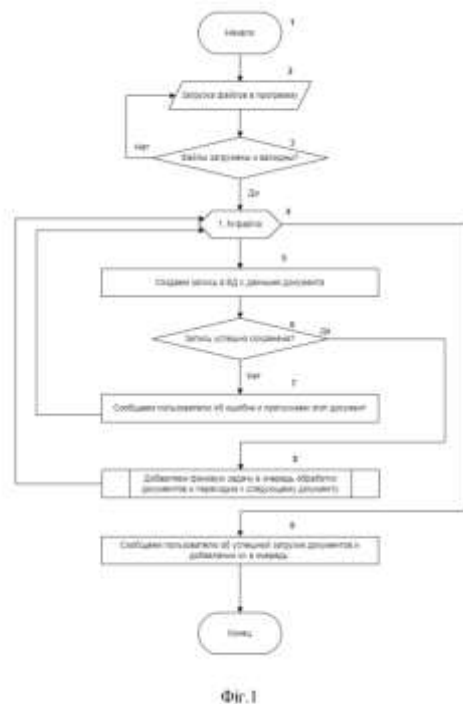 Начало
1
2
Загрузка файлов в программу
3
Нет
Файлы загружены и валидны?
Да
4
1, N файлов
5
Создаем запись в БД с данными документа
6
Да
Запись успешно сохранена?
Нет
7
Сообщаем пользователю об ошибке и пропускаем этот документ
8
Добавляем фоновую задачу в очередь обработки
документов и переходим к следующему документу
9
Сообщаем пользователю об успешной загрузке документов и
добавлении их в очередь
Конец
Фіг.1